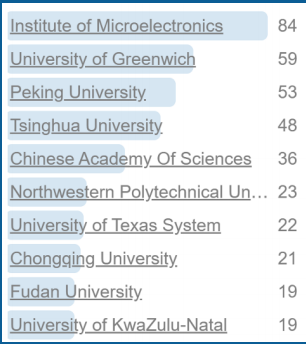 Institute of Microelectronics 84
University of Greenwich 59
Peking University 53
Tsinghua University 48
Chinese Academy Of Sciences 36
Northwestern Polytechnical Un... 23
University of Texas System 22
Chongqing University 21
Fudan University 19
University of KwaZulu-Natal 19